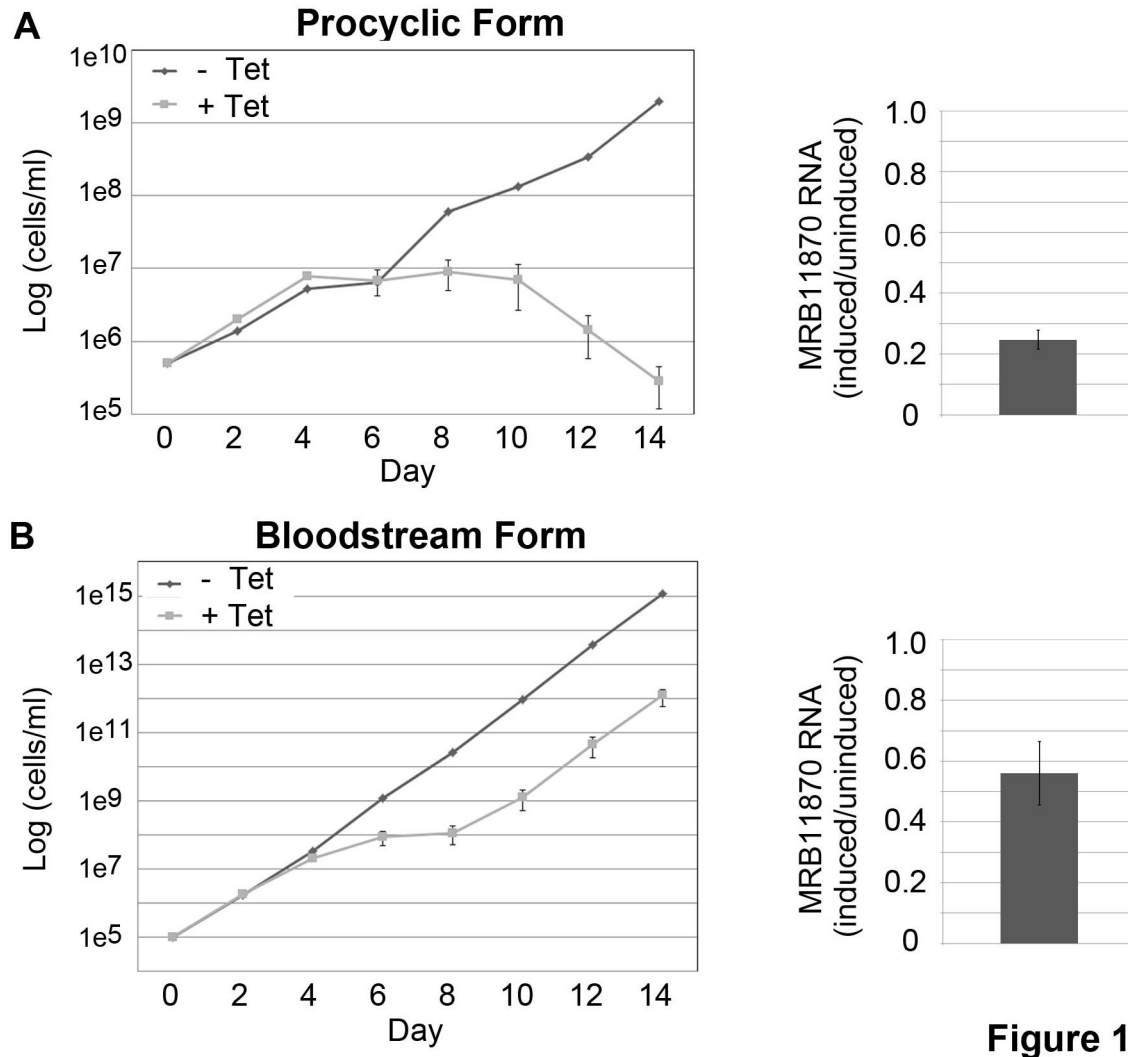 A
Procyclic Form
1e10
1e9
1e8
1e7
1e6
1e5
Log (cells/ml)
- Tet
+ Tet
0 2 4 6 8 10 12 14
Day
MRB11870 RNA
(induced/uninduced)
1.0
0.8
0.6
0.4
0.2
0
B
Bloodstream Form
1e15
1e13
1e11
1e9
1e7
1e5
Log (cells/ml)
- Tet
+ Tet
0 2 4 6 8 10 12 14
Day
MRB11870 RNA
(induced/uninduced)
1.0
0.8
0.6
0.4
0.2
0
Figure 1